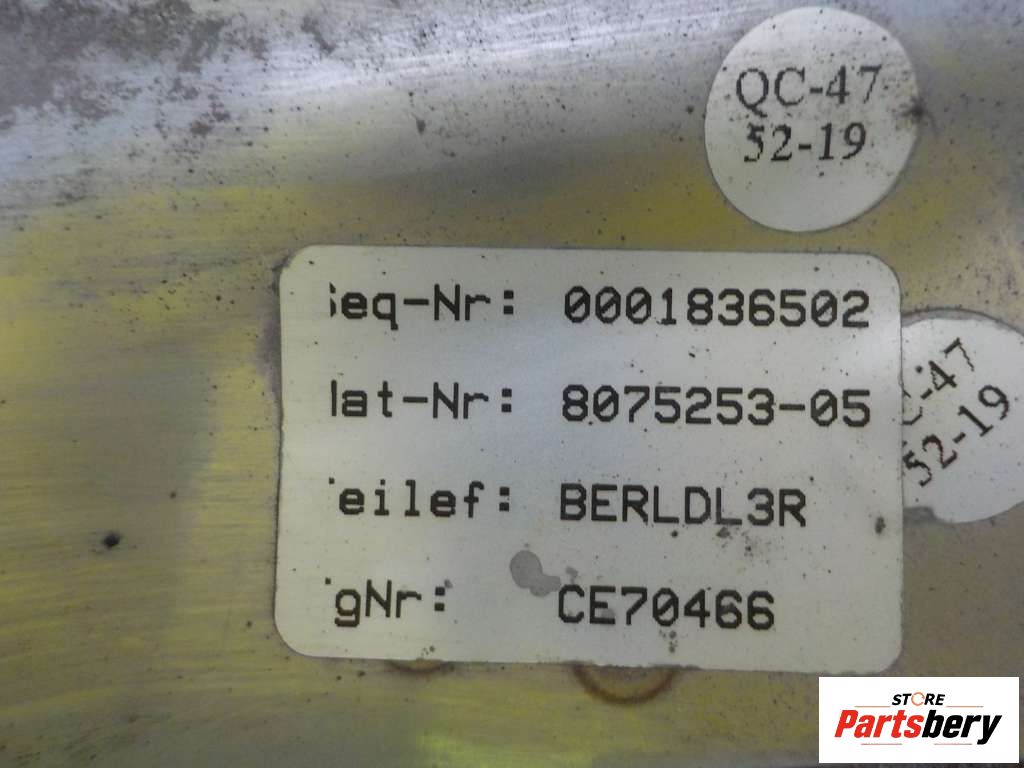 QC-47
52-19
Seq-Nr: 0001836502
Mat-Nr: 8075253-05
Teilef: BERLDL3R
FgNr: CE70466
C-47
52-19
STORE
Partsbery